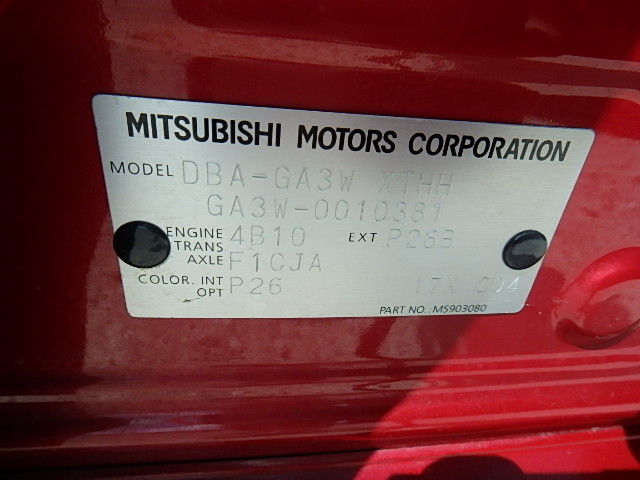 MITSUBISHI MOTORS CORPORATION
MODEL DBA-GA3W XTHH
GA3W-0010381
ENGINE 4B10 EXT P26B
TRANS
AXLE F1CJA
COLOR. INT P26 17X
OPT
PART NO.:MS903080